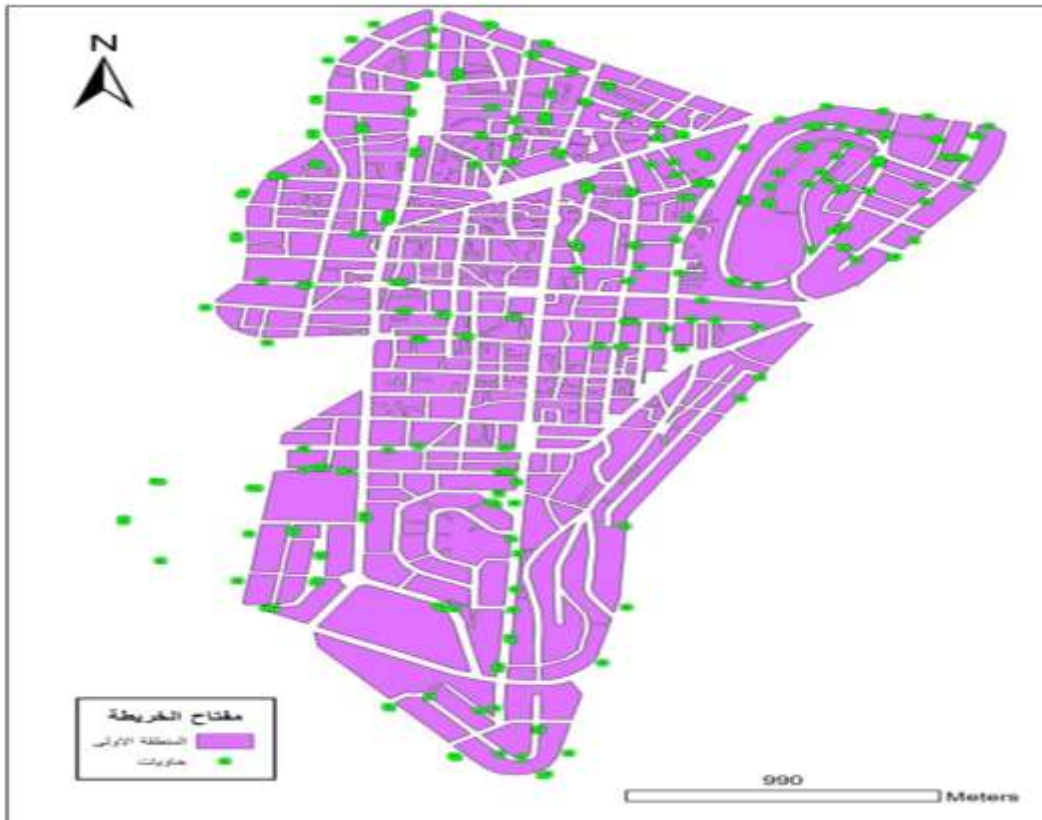 N
مفتاح الخريطة
المنطقة الاولى
حاويات
990
Meters